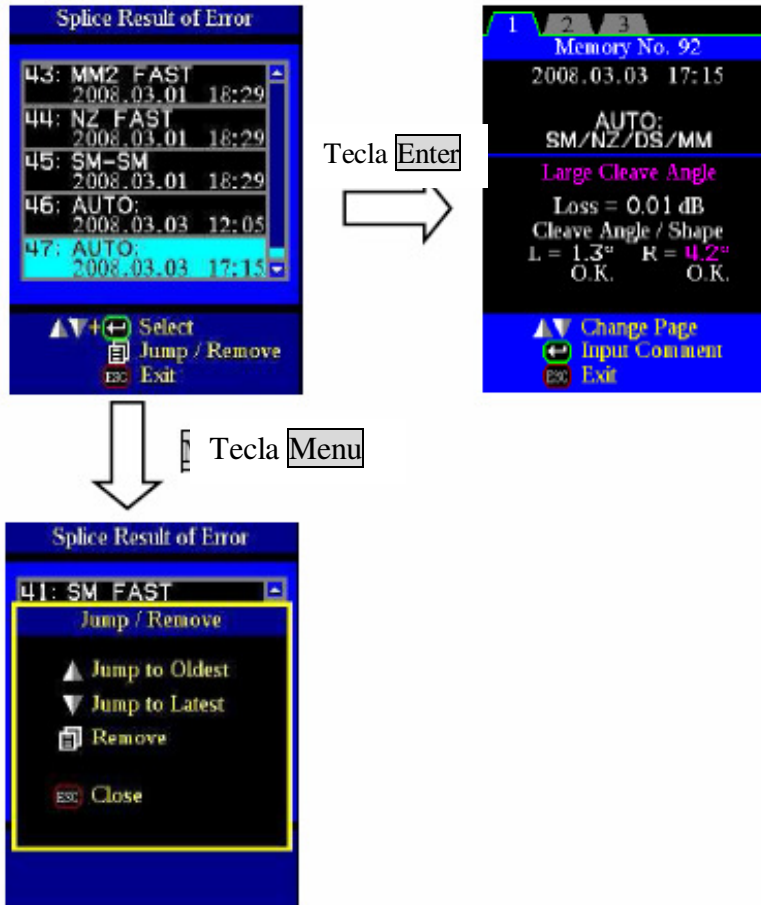 Splice Result of Error
43: MM2 FAST
2008.03.01 18:29
44: NZ FAST
2008.03.01 18:29
45: SM-SM
2008.03.01 18:29
46: AUTO:
2008.03.03 12:05
47: AUTO:
2008.03.03 17:15
+ Select
Jump / Remove
ESC Exit
Tecla Enter
1 2 3
Memory No. 92
2008.03.03 17:15
AUTO:
SM/NZ/DS/MM
Large Cleave Angle
Loss = 0.01 dB
Cleave Angle / Shape
L = 1.3° R = 4.2°
O.K. O.K.
Change Page
Input Comment
ESC Exit
Tecla Menu
Splice Result of Error
41: SM FAST
Jump / Remove
Jump to Oldest
Jump to Latest
Remove
ESC Close